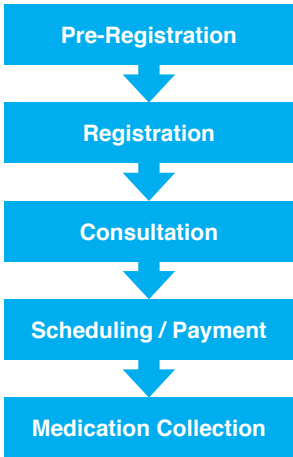 Pre-Registration
Registration
Consultation
Scheduling / Payment
Medication Collection